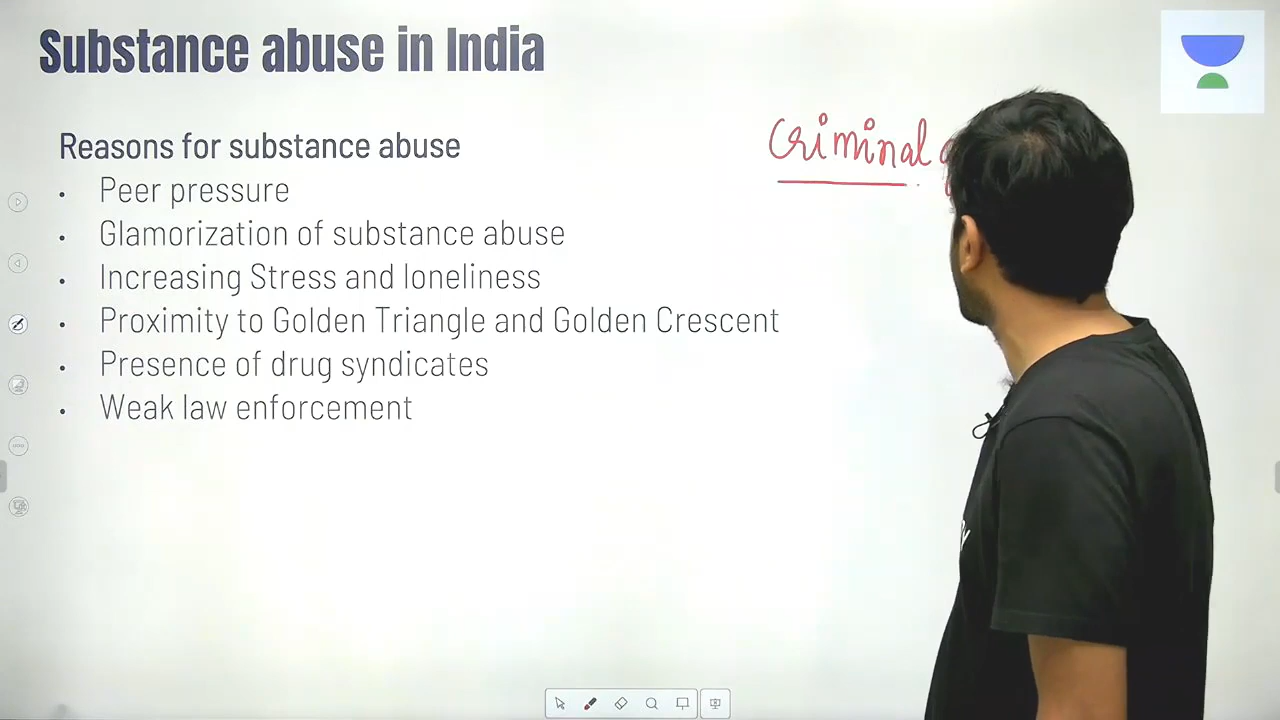 Substance abuse in India
Criminal
Reasons for substance abuse
• Peer pressure
• Glamorization of substance abuse
• Increasing Stress and loneliness
• Proximity to Golden Triangle and Golden Crescent
• Presence of drug syndicates
• Weak law enforcement